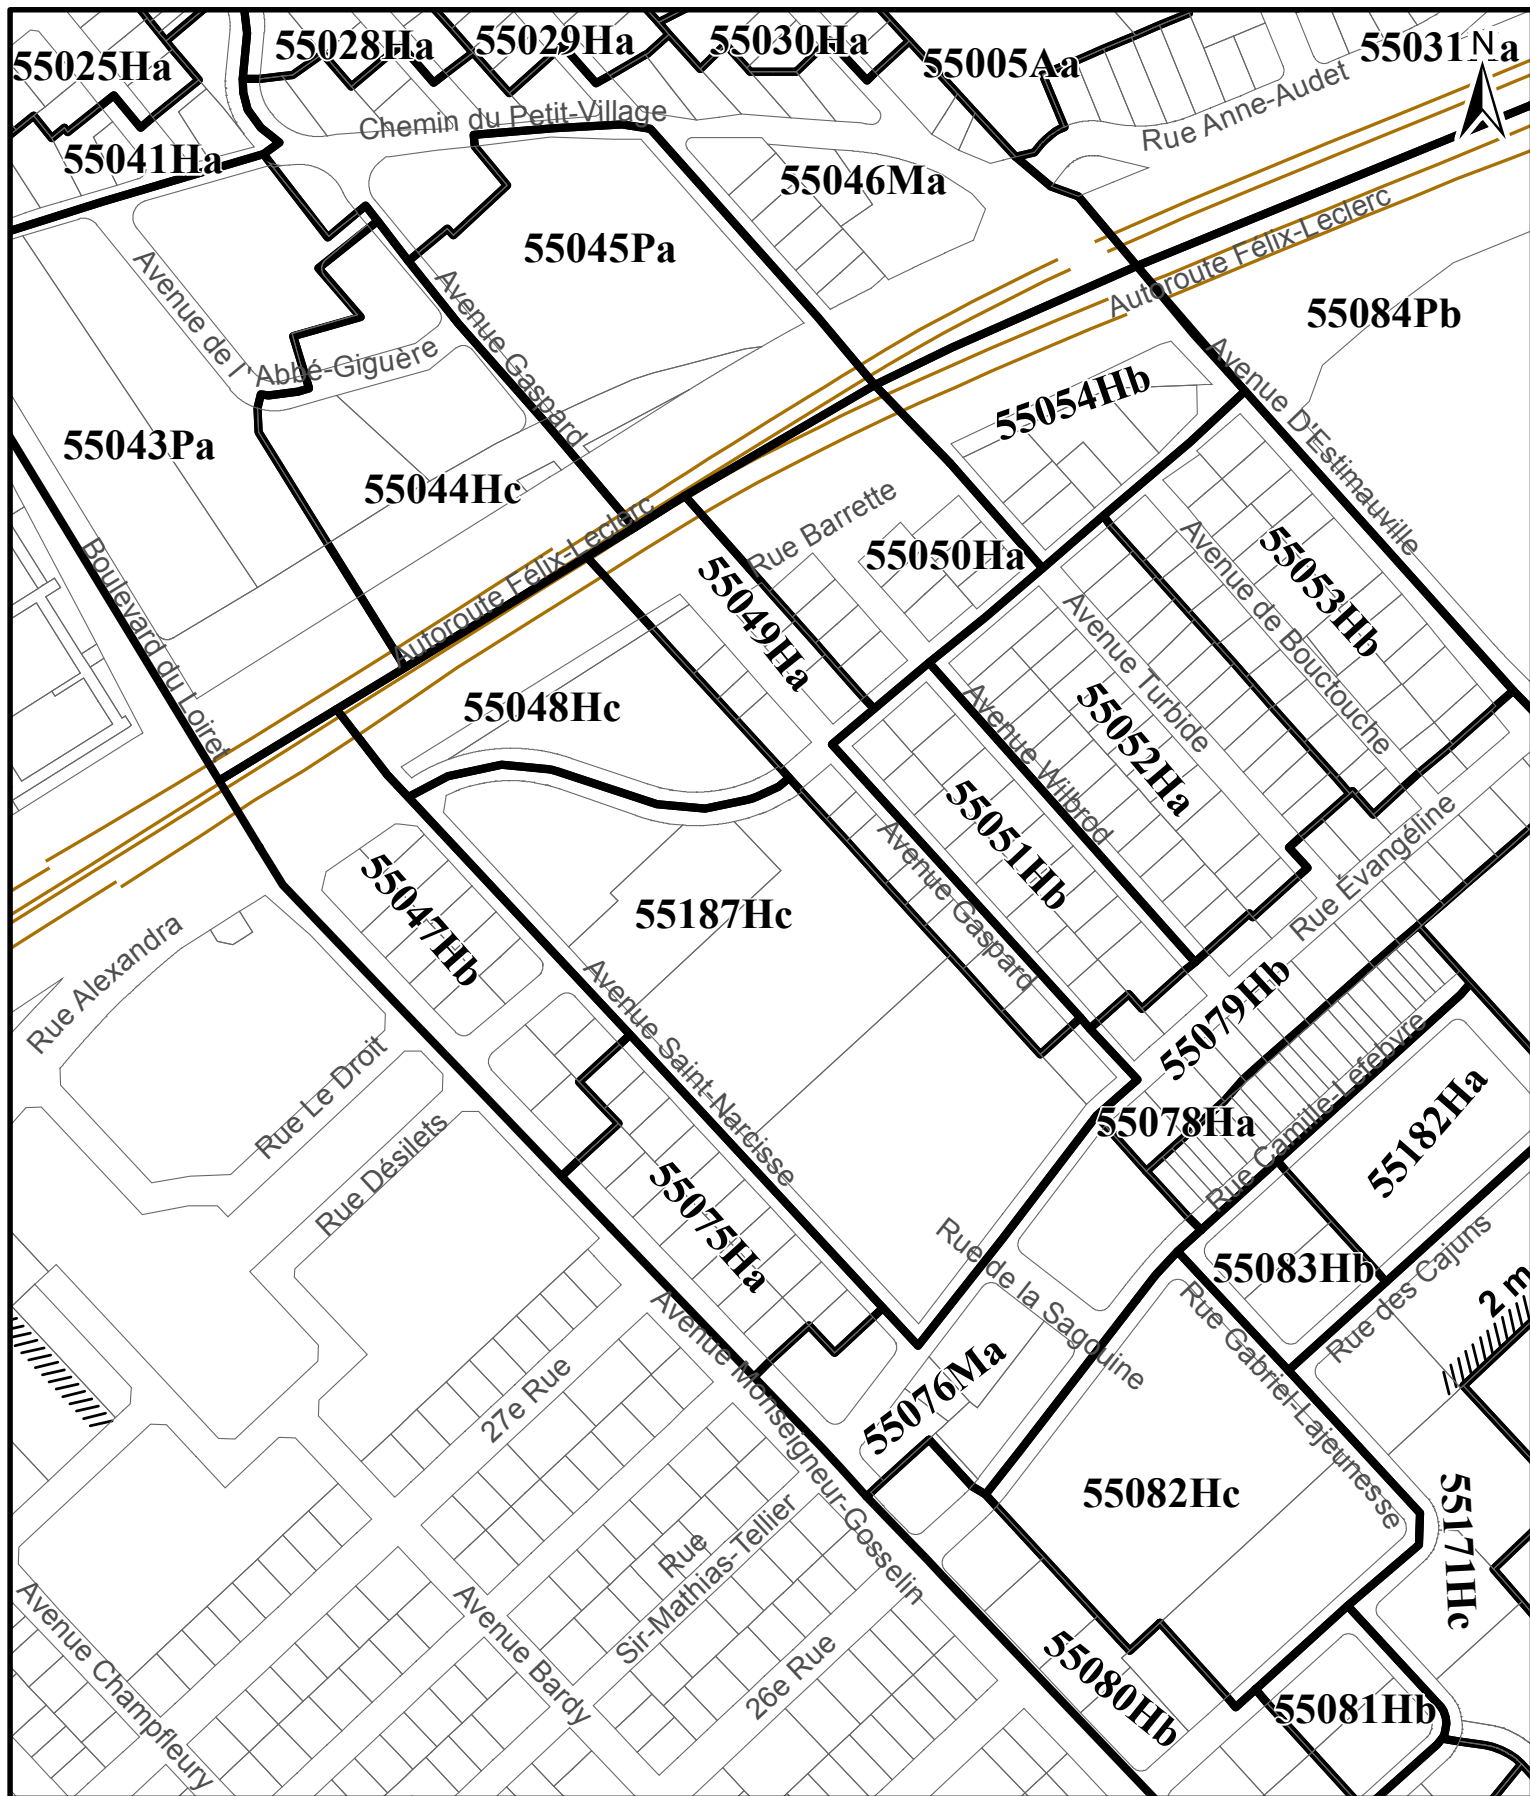 55025Ha
55028Ha
55029Ha
55030Ha
55005Aa
55031Na
N
Chemin du Petit-Village
Rue Anne-Audet
55041Ha
55046Ma
55045Pa
Avenue de l'Abbé-Giguère
Avenue Gaspard
Autoroute Félix-Leclerc
55084Pb
55043Pa
55044Hc
55054Hb
Avenue D'Estimauville
Boulevard du Loiret
Autoroute Félix-Leclerc
Rue Barrette
55050Ha
55049Ha
55053Hb
Avenue de Bouctouche
Avenue Turbide
55048Hc
55052Ha
Avenue Wilbrod
55051Hb
Avenue Gaspard
Rue Évangéline
55047Hb
55187Hc
Rue Alexandra
Avenue Saint-Narcisse
55079Hb
Rue Le Droit
Rue Camille-Lefebvre
55078Ha
55182Ha
Rue Désilets
55075Ha
Rue de la Sagouine
55083Hb
Rue des Cajuns
2 m
Rue Gabriel-Lajeunesse
Avenue Monseigneur-Gosselin
27e Rue
55076Ma
55082Hc
55171Hc
Rue
Sir-Mathias-Tellier
Avenue Champfleury
Avenue Bardy
26e Rue
55080Hb
55081Hb